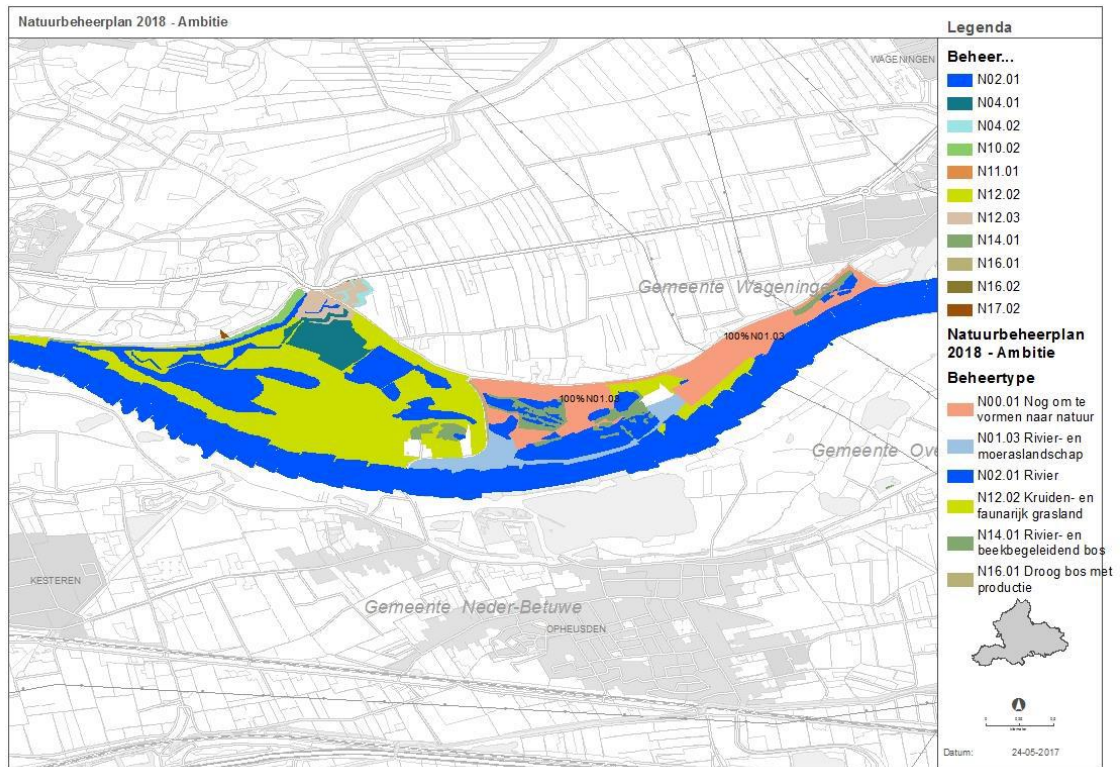 Natuurbeheerplan 2018 - Ambitie
Legenda
Beheer...
N02.01
N04.01
N04.02
N10.02
N11.01
N12.02
N12.03
N14.01
N16.01
N16.02
N17.02
Natuurbeheerplan
2018 - Ambitie
Beheertype
N00.01 Nog om te
vormen naar natuur
N01.03 Rivier- en
moeraslandschap
N02.01 Rivier
N12.02 Kruiden- en
faunarijk grasland
N14.01 Rivier- en
beekbegeleidend bos
N16.01 Droog bos met
productie
Datum: 24-05-2017
WAGENINGEN
Gemeente Wageningen
100%N01.03
100%N01.03
Gemeente Ove
KESTEREN
Gemeente Neder-Betuwe
OPHEUSDEN